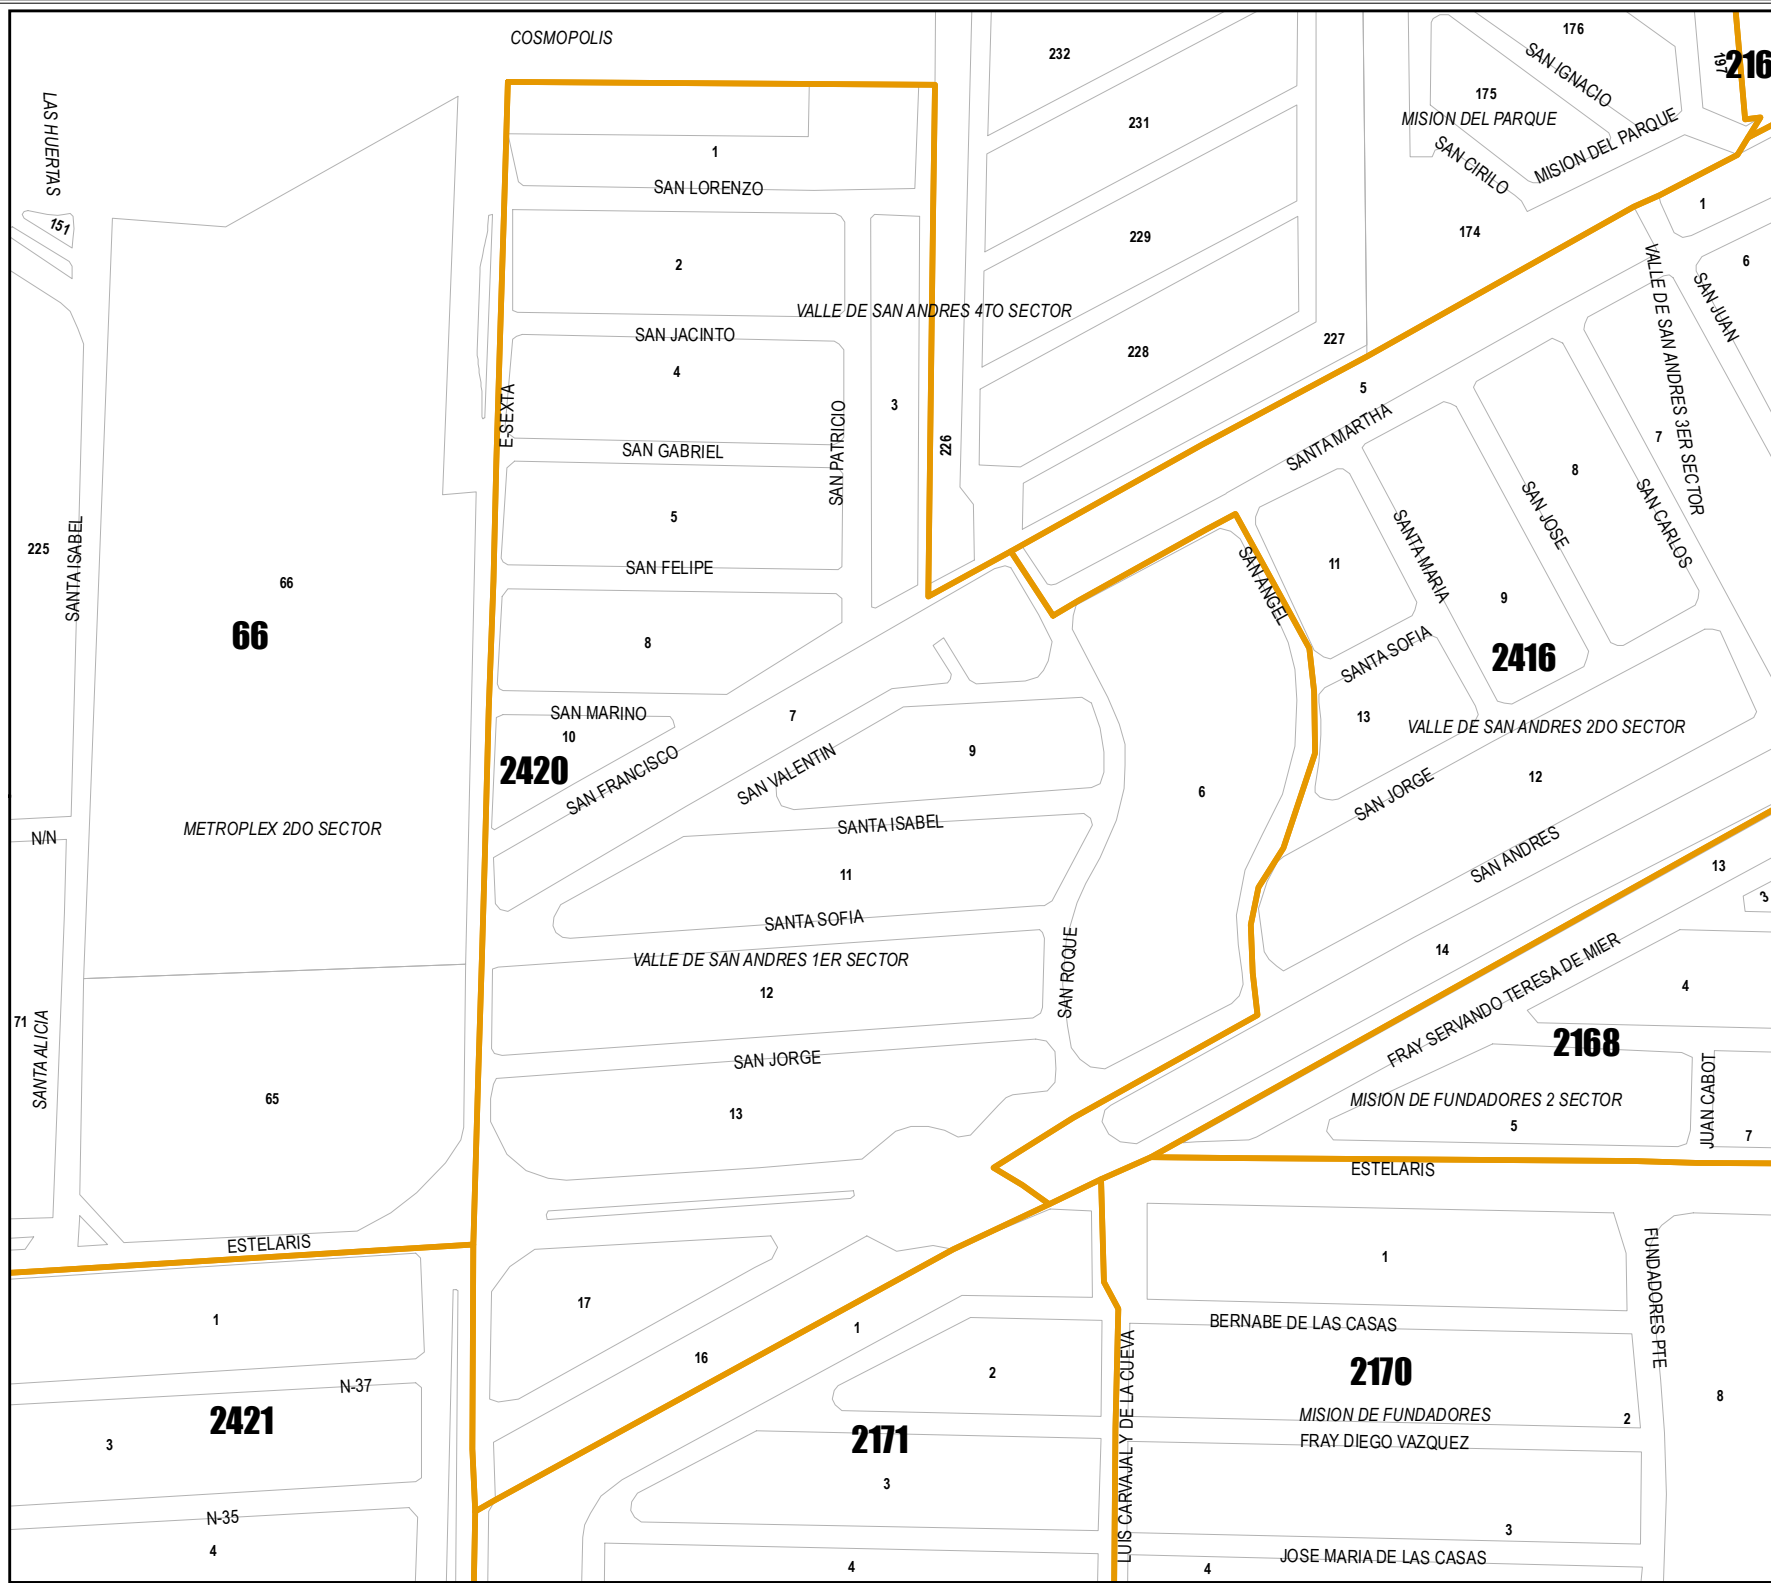 COSMOPOLIS
232
176
SAN IGNACIO
197
216
LAS HUERTAS
175
231
MISION DEL PARQUE
MISION DEL PARQUE
1
SAN CIRILO
SAN LORENZO
151
1
174
229
2
6
VALLE DE SAN ANDRES 3ER SECTOR
SAN JUAN
VALLE DE SAN ANDRES 4TO SECTOR
SAN JACINTO
227
228
4
5
E-SEXTA
3
SAN PATRICIO
SANTA MARTHA
226
7
SAN GABRIEL
8
5
SAN JOSE
SAN CARLOS
225
SANTA ISABEL
SANTA MARIA
SAN FELIPE
SAN ANGEL
11
66
9
66
8
SANTA SOFIA
2416
SAN MARINO
7
13
VALLE DE SAN ANDRES 2DO SECTOR
10
9
2420
SAN FRANCISCO
SAN VALENTIN
12
6
SAN JORGE
METROPLEX 2DO SECTOR
SANTA ISABEL
N/N
SAN ANDRES
13
11
3
SANTA SOFIA
14
VALLE DE SAN ANDRES 1ER SECTOR
SAN ROQUE
FRAY SERVANDO TERESA DE MIER
12
4
71
SANTA ALICIA
2168
SAN JORGE
65
MISION DE FUNDADORES 2 SECTOR
JUAN CABOT
13
5
7
ESTELARIS
ESTELARIS
1
FUNDADORES PTE
17
1
1
BERNABE DE LAS CASAS
16
2
2170
LUIS CARVAJAL Y DE LA CUEVA
N-37
8
2421
MISION DE FUNDADORES
2
3
2171
FRAY DIEGO VAZQUEZ
3
N-35
3
4
JOSE MARIA DE LAS CASAS
4
4